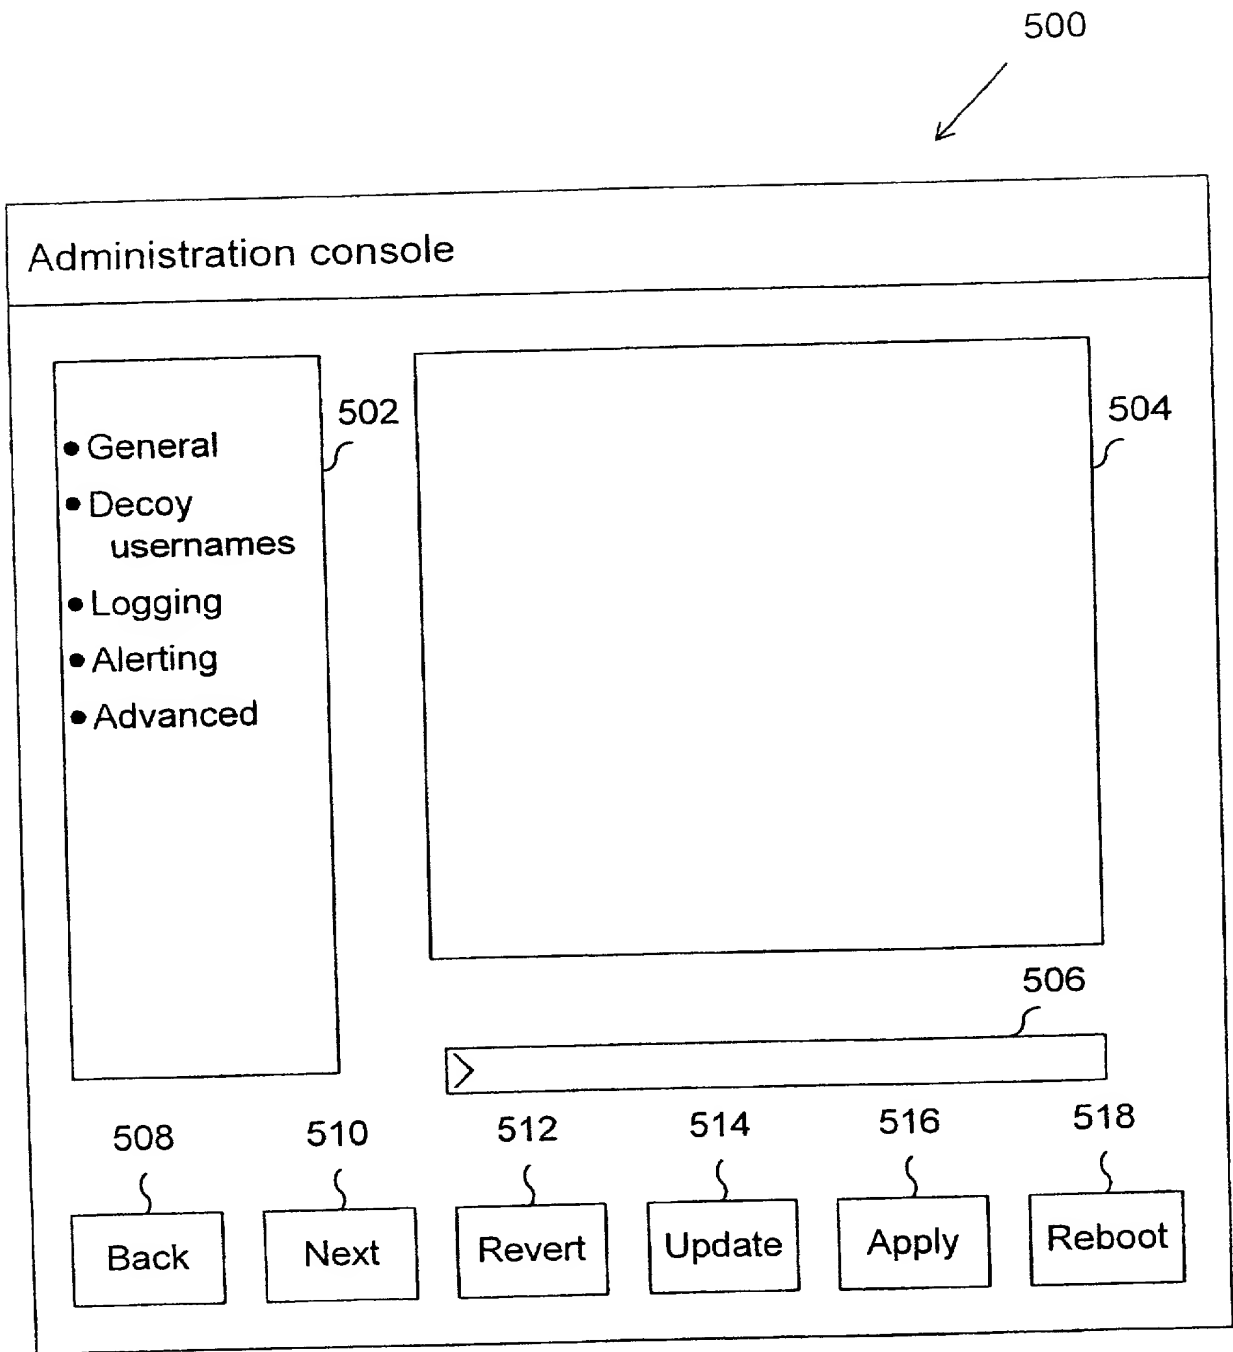 500
Administration console
502
504
• General
• Decoy
usernames
• Logging
• Alerting
• Advanced
506
>
508 510 512 514 516 518
Back Next Revert Update Apply Reboot